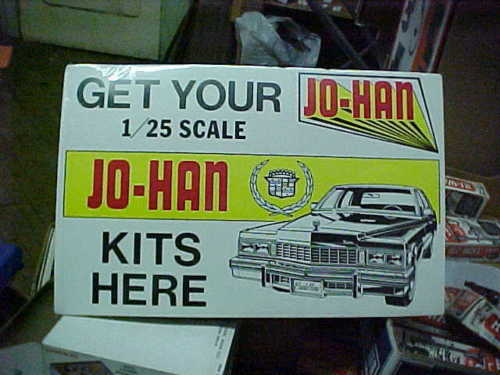 GET YOUR
JO-HAN
1/25 SCALE
JO-HAN
KITS
HERE